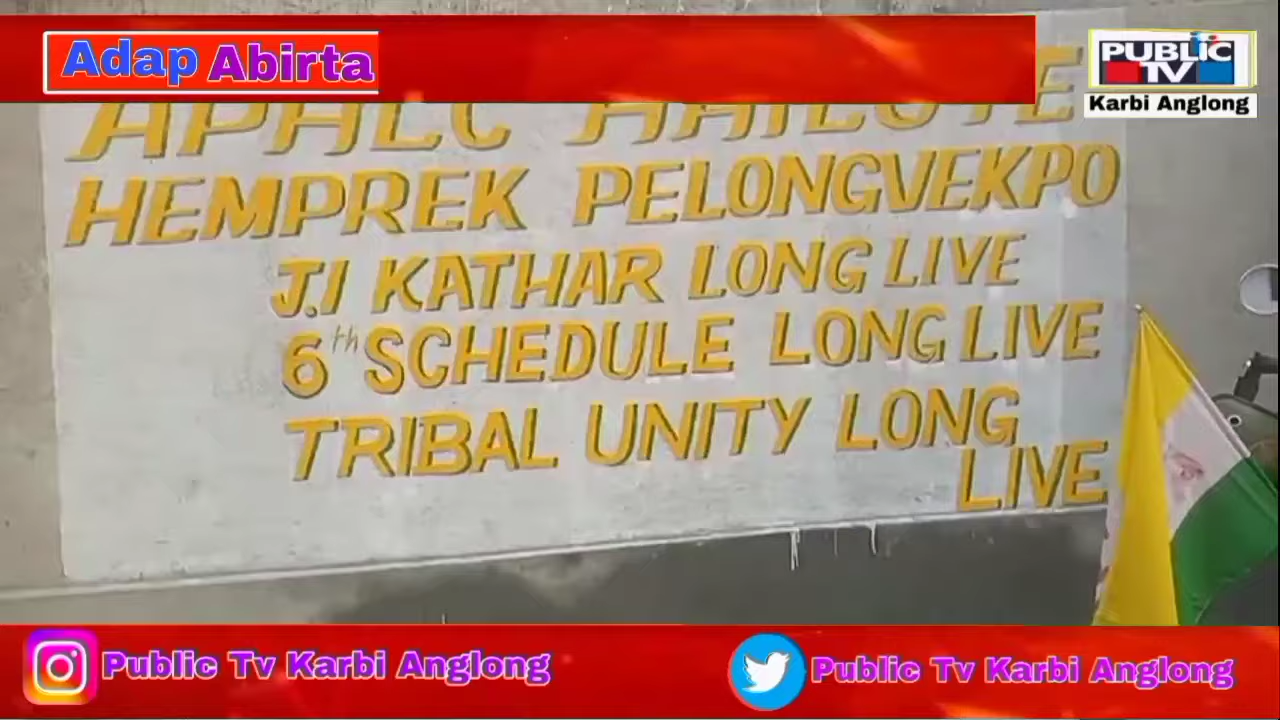 Adap Abirta
PUBLIC
TV
Karbi Anglong
HEMPREK PELONGVEKPO
J.I KATHAR LONG LIVE
6th SCHEDULE LONG LIVE
TRIBAL UNITY LONG
LIVE
Public Tv Karbi Anglong
Public Tv Karbi Anglong